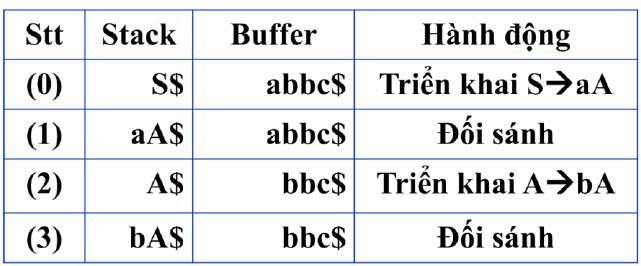 Stt Stack Buffer Hành động
(0) S$ abbc$ Triển khai S→aA
(1) aA$ abbc$ Đối sánh
(2) A$ bbc$ Triển khai A→bA
(3) bA$ bbc$ Đối sánh